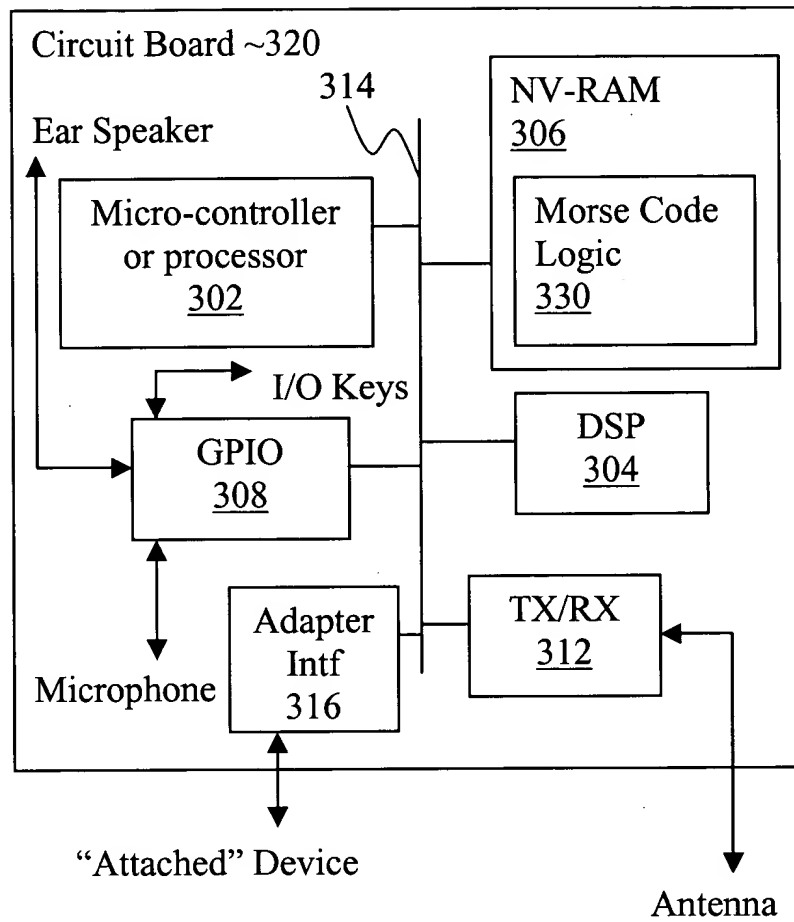 Circuit Board ~320
314
NV-RAM
306
Ear Speaker
Micro-controller
or processor
302
Morse Code
Logic
330
I/O Keys
GPIO
308
DSP
304
Adapter
Intf
316
TX/RX
312
Microphone
“Attached” Device
Antenna